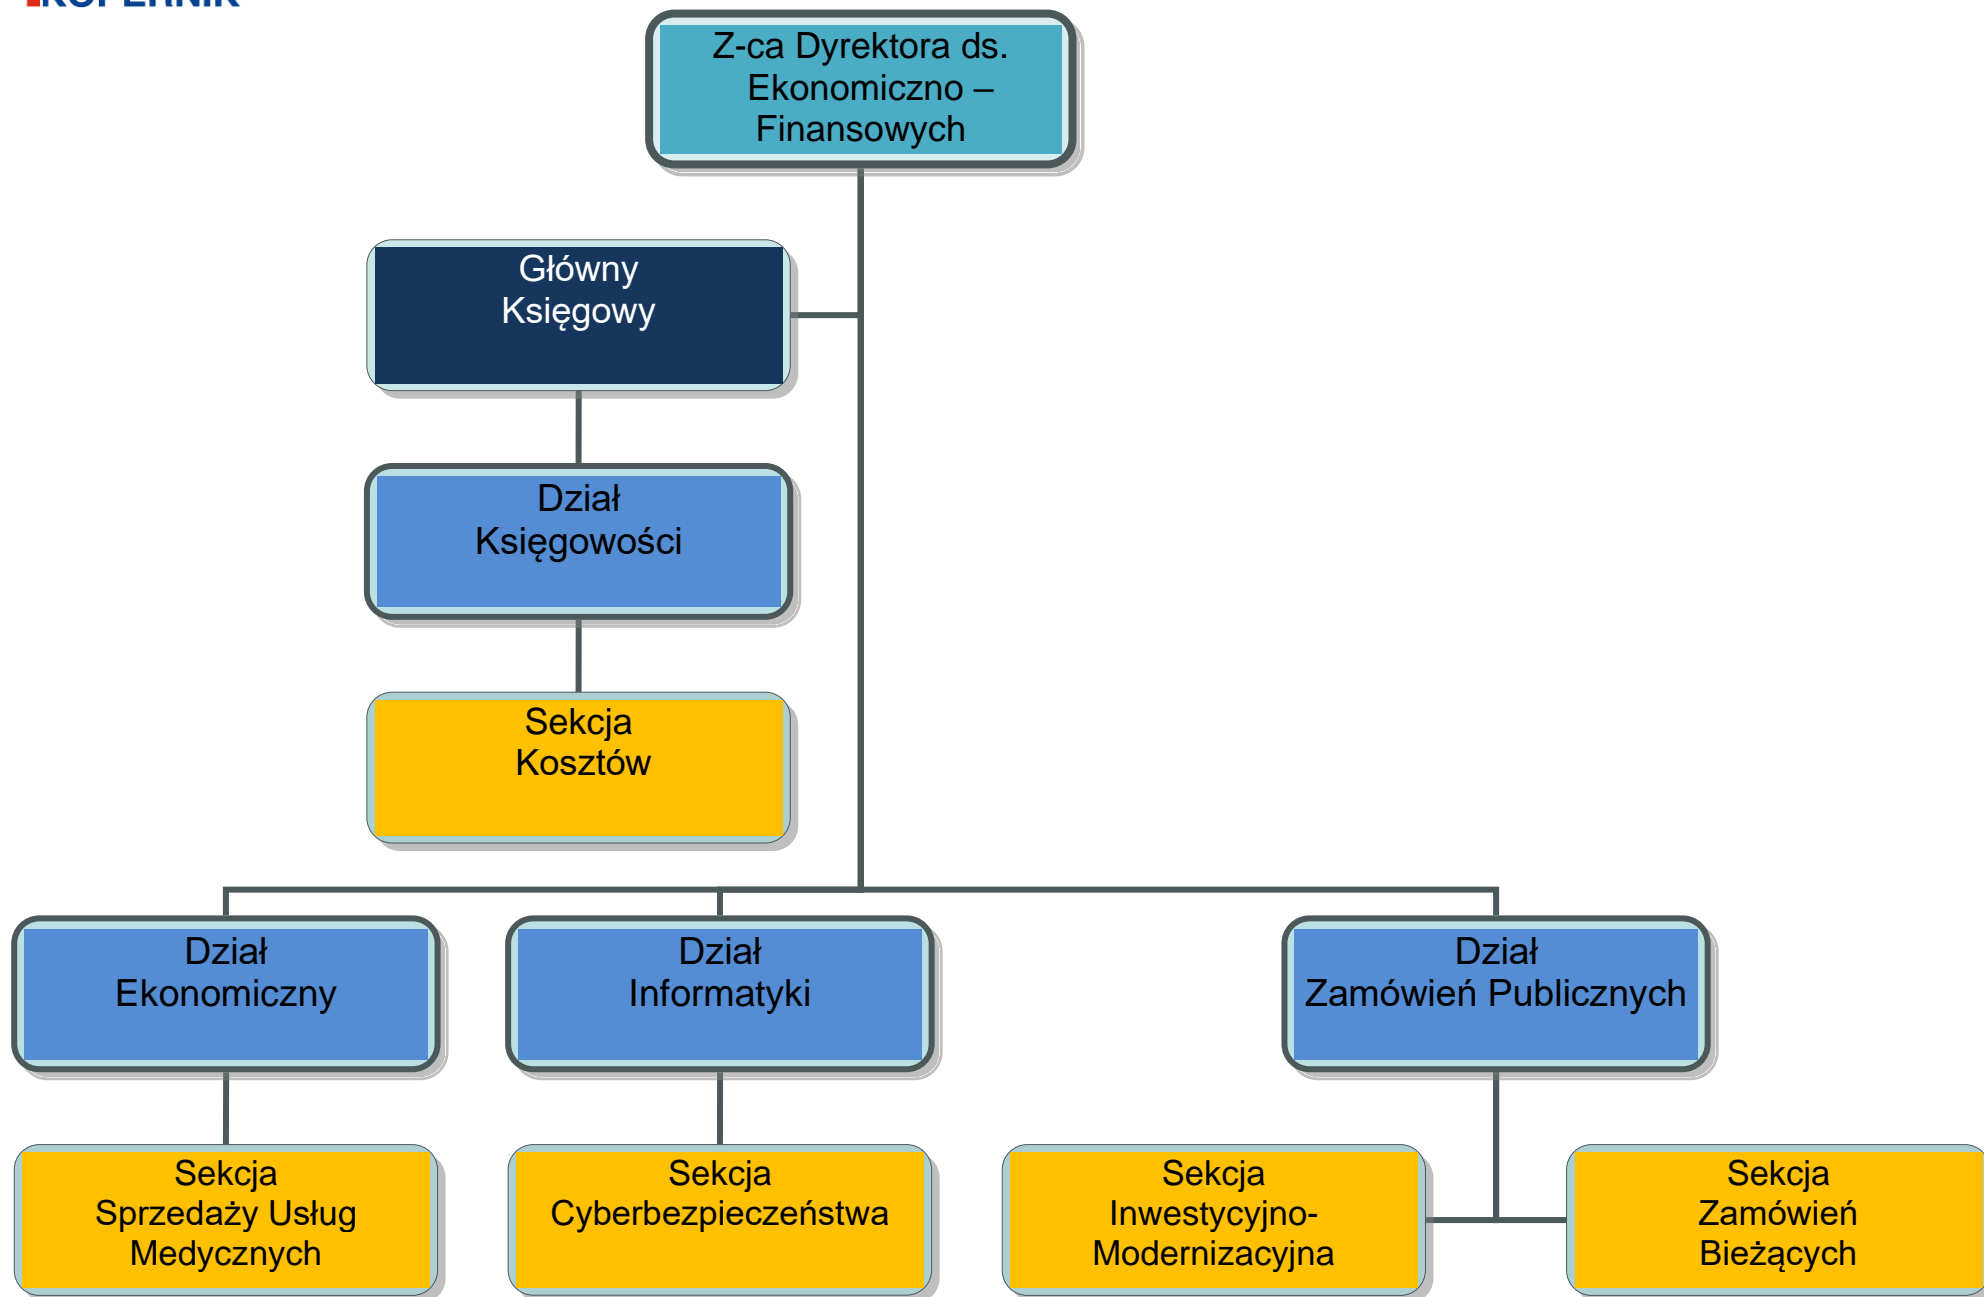 KOPERNIK
Z-ca Dyrektora ds.
Ekonomiczno –
Finansowych
Główny
Księgowy
Dział
Księgowości
Sekcja
Kosztów
Dział
Ekonomiczny
Dział
Informatyki
Dział
Zamówień Publicznych
Sekcja
Sprzedaży Usług
Medycznych
Sekcja
Cyberbezpieczeństwa
Sekcja
Inwestycyjno-
Modernizacyjna
Sekcja
Zamówień
Bieżących